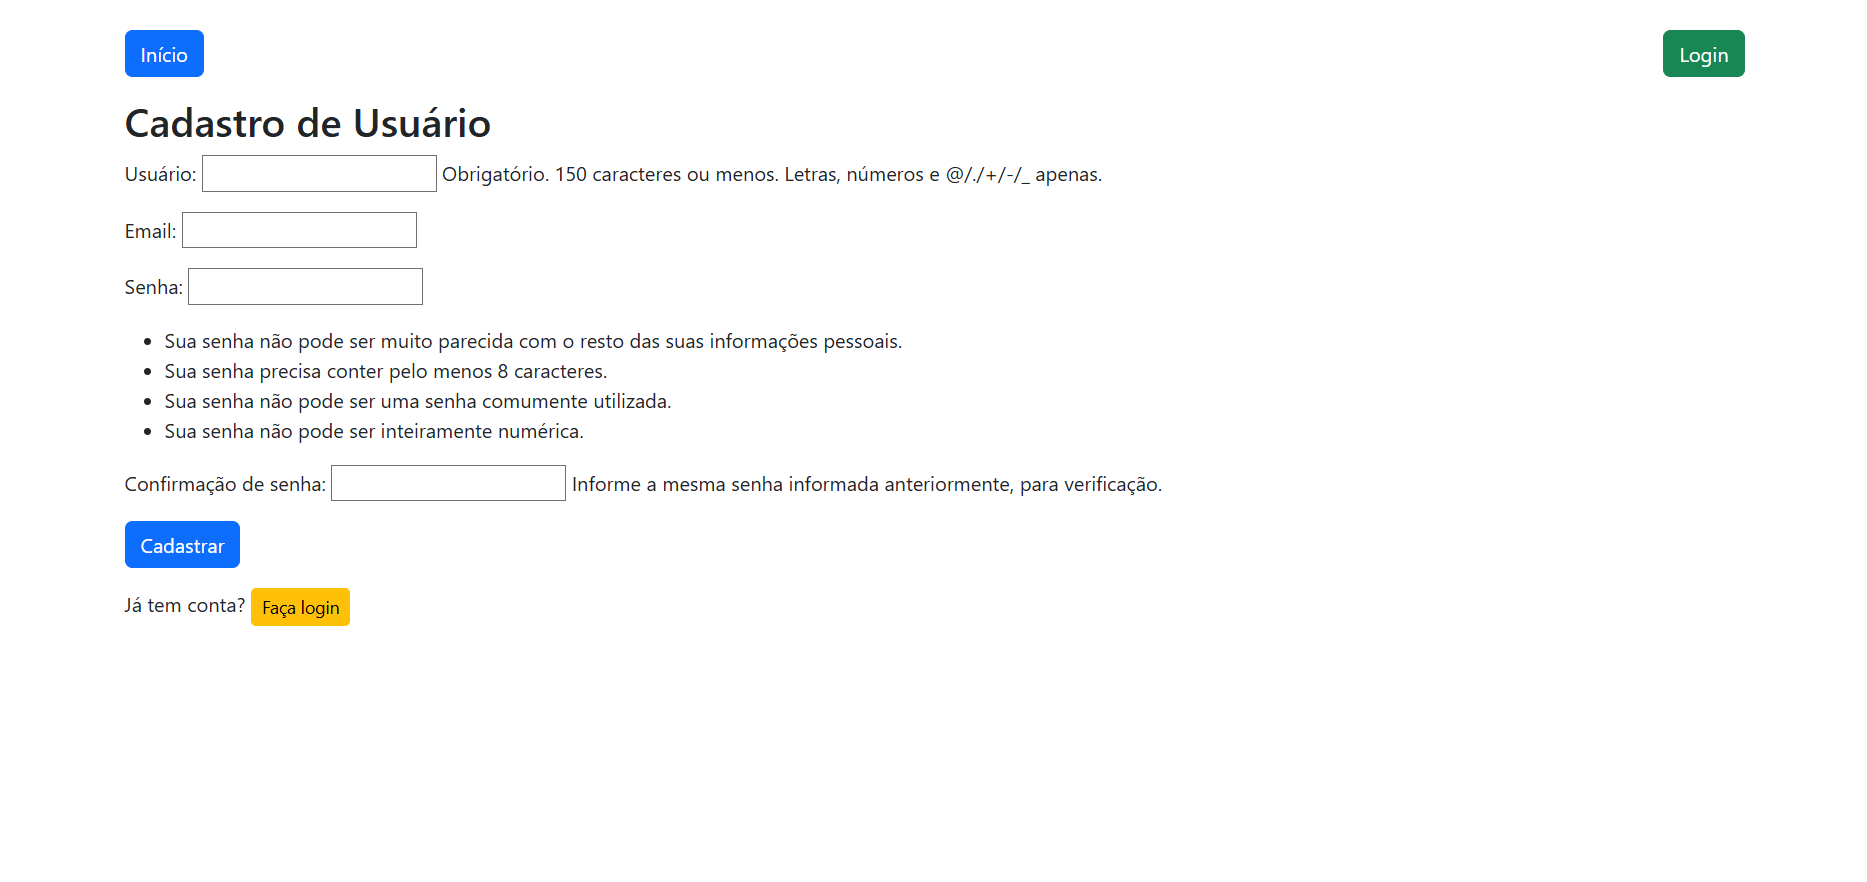 Início
Login
Cadastro de Usuário
Usuário: Obrigatório. 150 caracteres ou menos. Letras, números e @/./+/-/_ apenas.
Email:
Senha:
Sua senha não pode ser muito parecida com o resto das suas informações pessoais.
Sua senha precisa conter pelo menos 8 caracteres.
Sua senha não pode ser uma senha comumente utilizada.
Sua senha não pode ser inteiramente numérica.
Confirmação de senha: Informe a mesma senha informada anteriormente, para verificação.
Cadastrar
Já tem conta? Faça login